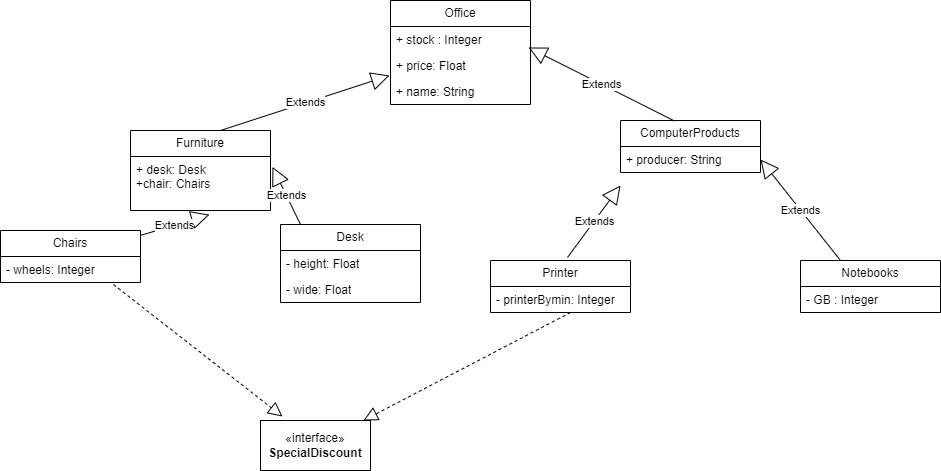 Office
+ stock : Integer
+ price: Float
+ name: String
Extends
Extends
Furniture
+ desk: Desk
+chair: Chairs
ComputerProducts
+ producer: String
Extends
Extends
Extends
Extends
Chairs
- wheels: Integer
Desk
- height: Float
- wide: Float
Printer
- printerBymin: Integer
Notebooks
- GB : Integer
«interface»
SpecialDiscount